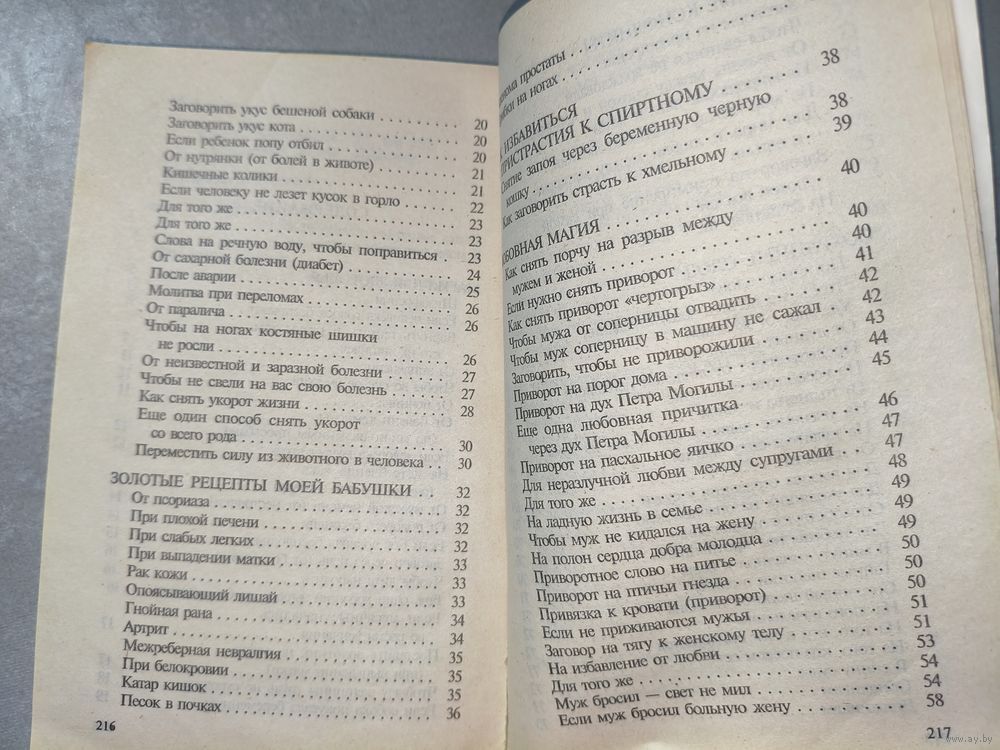 Заговорить укус бешеной собаки . . . . . . . . 20
Заговорить укус кота . . . . . . . . . . . . . . . 20
Если ребенок попу отбил . . . . . . . . . . . . 20
От нутрянки (от болей в животе) . . . . . . . 21
Кишечные колики . . . . . . . . . . . . . . . . . 21
Если человеку не лезет кусок в горло . . . . 22
Для того же . . . . . . . . . . . . . . . . . . . . . 23
Для того же . . . . . . . . . . . . . . . . . . . . . 23
Слова на речную воду, чтобы поправиться . 23
От сахарной болезни (диабет) . . . . . . . . . 24
После аварии . . . . . . . . . . . . . . . . . . . . 25
Молитва при переломах . . . . . . . . . . . . . 26
От паралича . . . . . . . . . . . . . . . . . . . . . 26
Чтобы на ногах костяные шишки
не росли . . . . . . . . . . . . . . . . . . . . . 26
От неизвестной и заразной болезни . . . . . 27
Чтобы не свели на вас свою болезнь . . . . . 27
Как снять укорот жизни . . . . . . . . . . . . . 28
Еще один способ снять укорот
со всего рода . . . . . . . . . . . . . . . . . . 30
Переместить силу из животного в человека . . 30
ЗОЛОТЫЕ РЕЦЕПТЫ МОЕЙ БАБУШКИ . . 32
От псориаза . . . . . . . . . . . . . . . . . . . . . 32
При плохой печени . . . . . . . . . . . . . . . . 32
При слабых легких . . . . . . . . . . . . . . . . 32
При выпадении матки . . . . . . . . . . . . . . 33
Рак кожи . . . . . . . . . . . . . . . . . . . . . . . 33
Опоясывающий лишай . . . . . . . . . . . . . . 33
Гнойная рана . . . . . . . . . . . . . . . . . . . . 34
Артрит . . . . . . . . . . . . . . . . . . . . . . . . . 34
Межреберная невралгия . . . . . . . . . . . . . 35
При белокровии . . . . . . . . . . . . . . . . . . 35
Катар кишок . . . . . . . . . . . . . . . . . . . . . 35
Песок в почках . . . . . . . . . . . . . . . . . . . 36
216
простаты . . . . . . . .
на ногах . . . . . . . .
ИЗБАВИТЬСЯ
ПРИСТРАСТИЯ К СПИРТНОМУ . . . . . . . 38
Снятие запоя через беременную черную
кошку . . . . . . . . . . . . . . . . . . . . . . . 38
Как заговорить страсть к хмельному . . . . . 39
ЛЮБОВНАЯ МАГИЯ . . . . . . . . . . . . . . . . 40
Как снять порчу на разрыв между
мужем и женой . . . . . . . . . . . . . . . . . 40
Если нужно снять приворот . . . . . . . . . . . 40
Как снять приворот «чертогрыз» . . . . . . . . 41
Чтобы мужа от соперницы отвадить . . . . . 42
Чтобы муж соперницу в машину не сажал . 42
Заговорить, чтобы не приворожили . . . . . . 43
Приворот на порог дома . . . . . . . . . . . . . 44
Приворот на дух Петра Могилы . . . . . . . . 45
Еще одна любовная причитка
через дух Петра Могилы . . . . . . . . . . . 46
Приворот на пасхальное яичко . . . . . . . . . 47
Для неразлучной любви между супругами . . 47
Для того же . . . . . . . . . . . . . . . . . . . . . 48
На ладную жизнь в семье . . . . . . . . . . . . 49
Чтобы муж не кидался на жену . . . . . . . . 49
На полон сердца добра молодца . . . . . . . . 49
Приворотное слово на питье . . . . . . . . . . 50
Приворот на птичьи гнезда . . . . . . . . . . . 50
Привязка к кровати (приворот) . . . . . . . . 50
Если не приживаются мужья . . . . . . . . . . 51
Заговор на тягу к женскому телу . . . . . . . 51
На избавление от любви . . . . . . . . . . . . . 53
Для того же . . . . . . . . . . . . . . . . . . . . . 54
Муж бросил — свет не мил . . . . . . . . . . . 54
Если муж бросил больную жену . . . . . . . . 58
217
www.ay.by